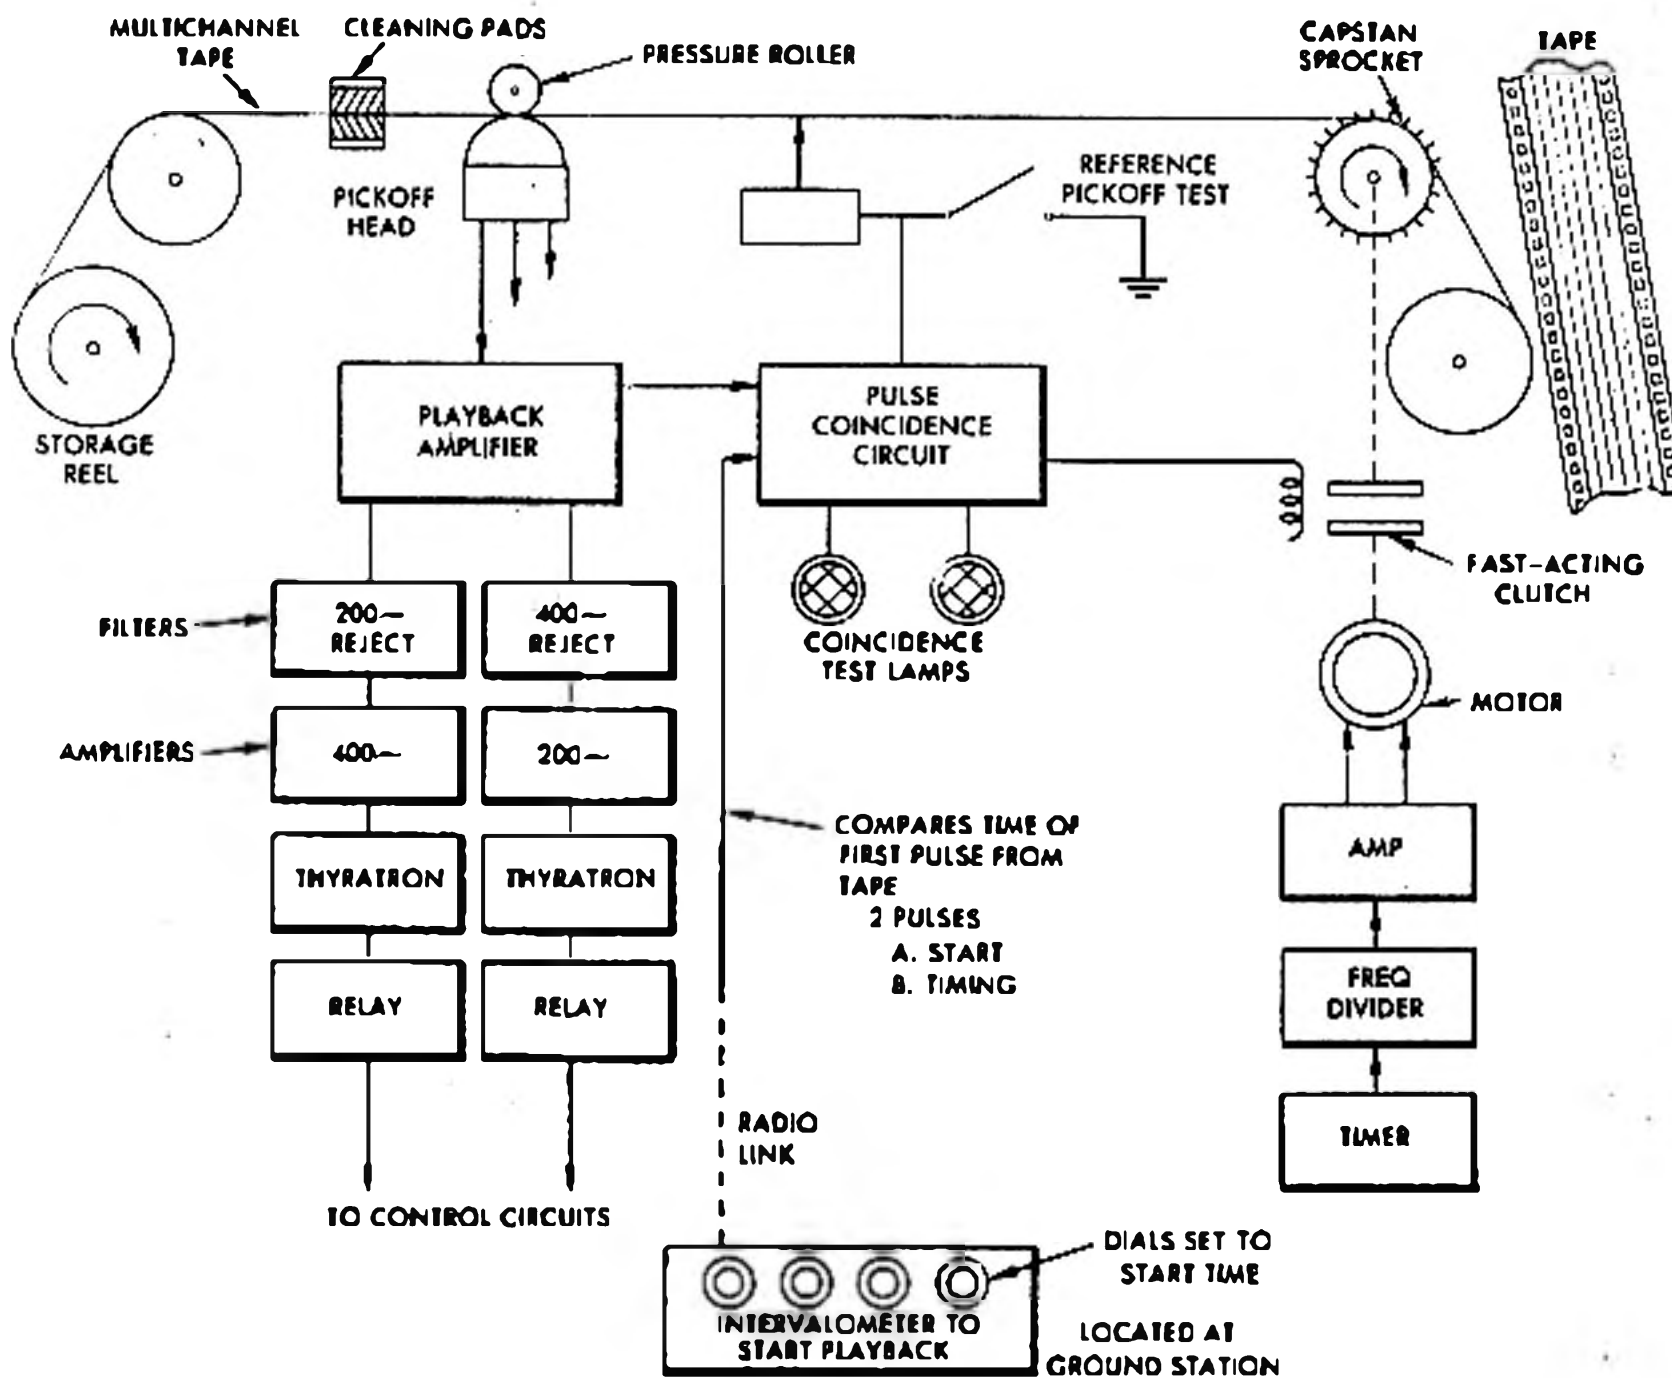 MULTICHANNEL
TAPE
CLEANING PADS
PRESSURE ROLLER
CAPSTAN
SPROCKET
TAPE
PICKOFF
HEAD
REFERENCE
PICKOFF TEST
STORAGE
REEL
PLAYBACK
AMPLIFIER
PULSE
COINCIDENCE
CIRCUIT
FAST-ACTING
CLUTCH
FILTERS
200~
REJECT
400~
REJECT
COINCIDENCE
TEST LAMPS
MOTOR
AMPLIFIERS
400~
200~
COMPARES TIME OF
FIRST PULSE FROM
TAPE
2 PULSES
A. START
B. TIMING
AMP
THYRATRON
THYRATRON
RELAY
RELAY
FREQ
DIVIDER
TIMER
RADIO
LINK
TO CONTROL CIRCUITS
DIALS SET TO
START TIME
INTERVALOMETER TO
START PLAYBACK
LOCATED AT
GROUND STATION